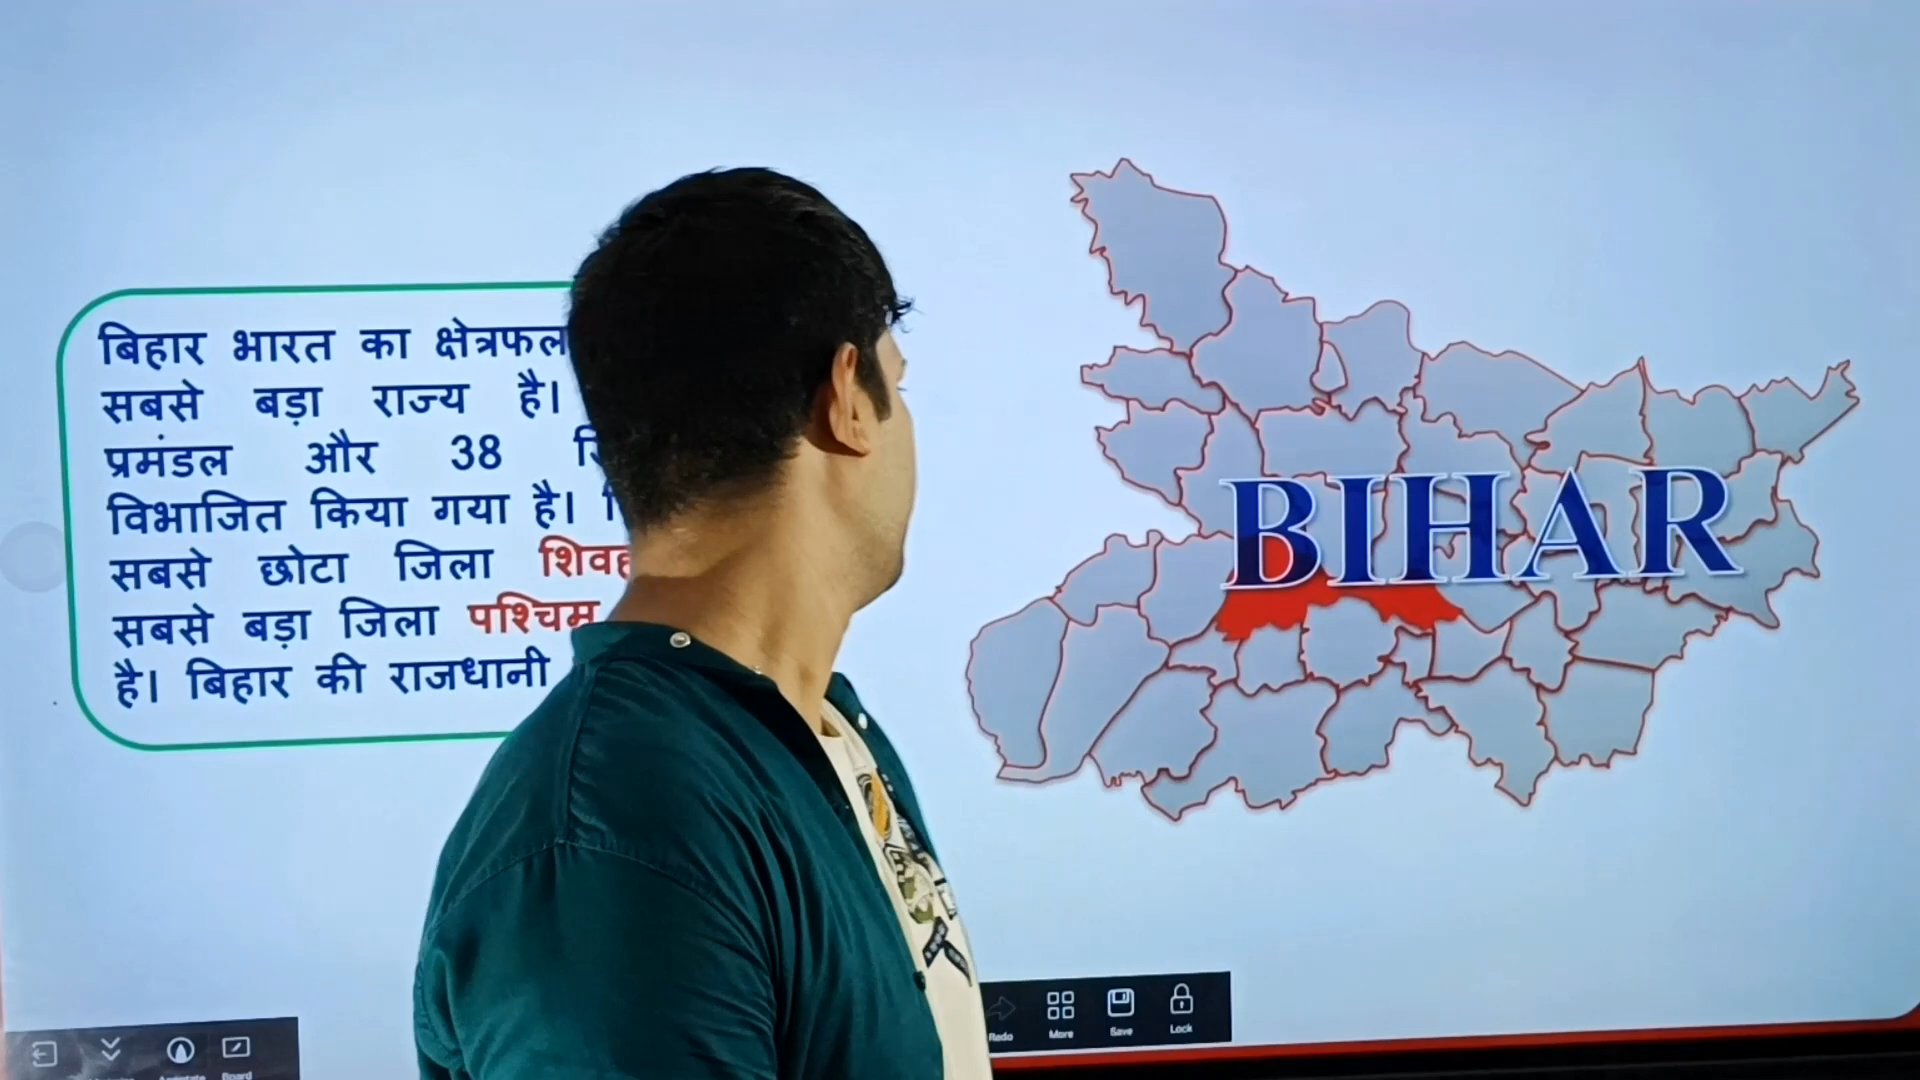 बिहार भारत का क्षेत्रफल
सबसे बड़ा राज्य है।
प्रमंडल और 38
विभाजित किया गया है।
सबसे छोटा जिला
सबसे बड़ा जिला पश्चिम
है। बिहार की राजधानी
BIHAR
Redo More Save Lock
Board